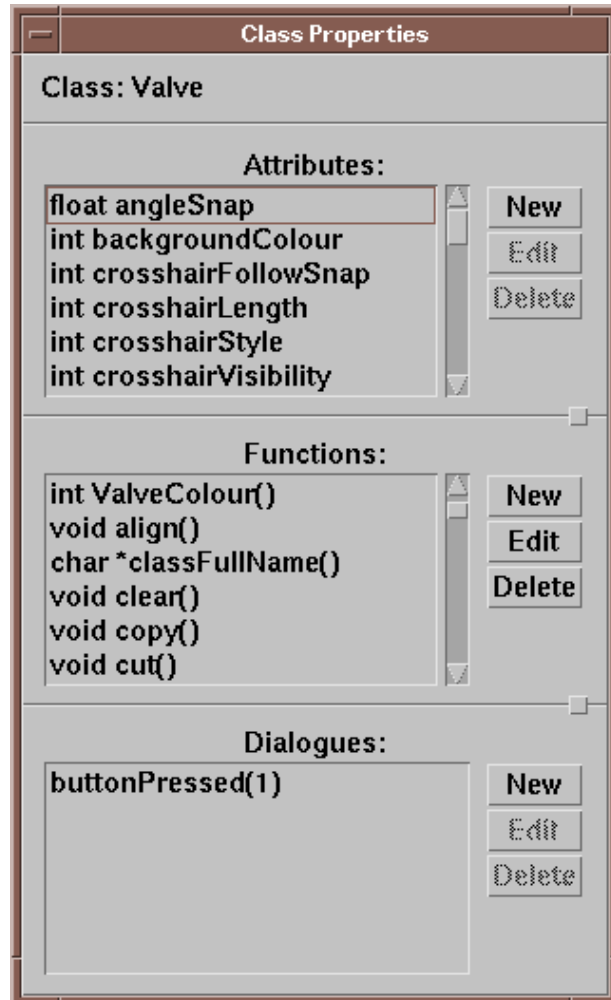 Class Properties
Class: Valve
Attributes:
float angleSnap
int backgroundColour
int crosshairFollowSnap
int crosshairLength
int crosshairStyle
int crosshairVisibility
New
Edit
Delete
Functions:
int ValveColour()
void align()
char *classFullName()
void clear()
void copy()
void cut()
New
Edit
Delete
Dialogues:
buttonPressed(1)
New
Edit
Delete